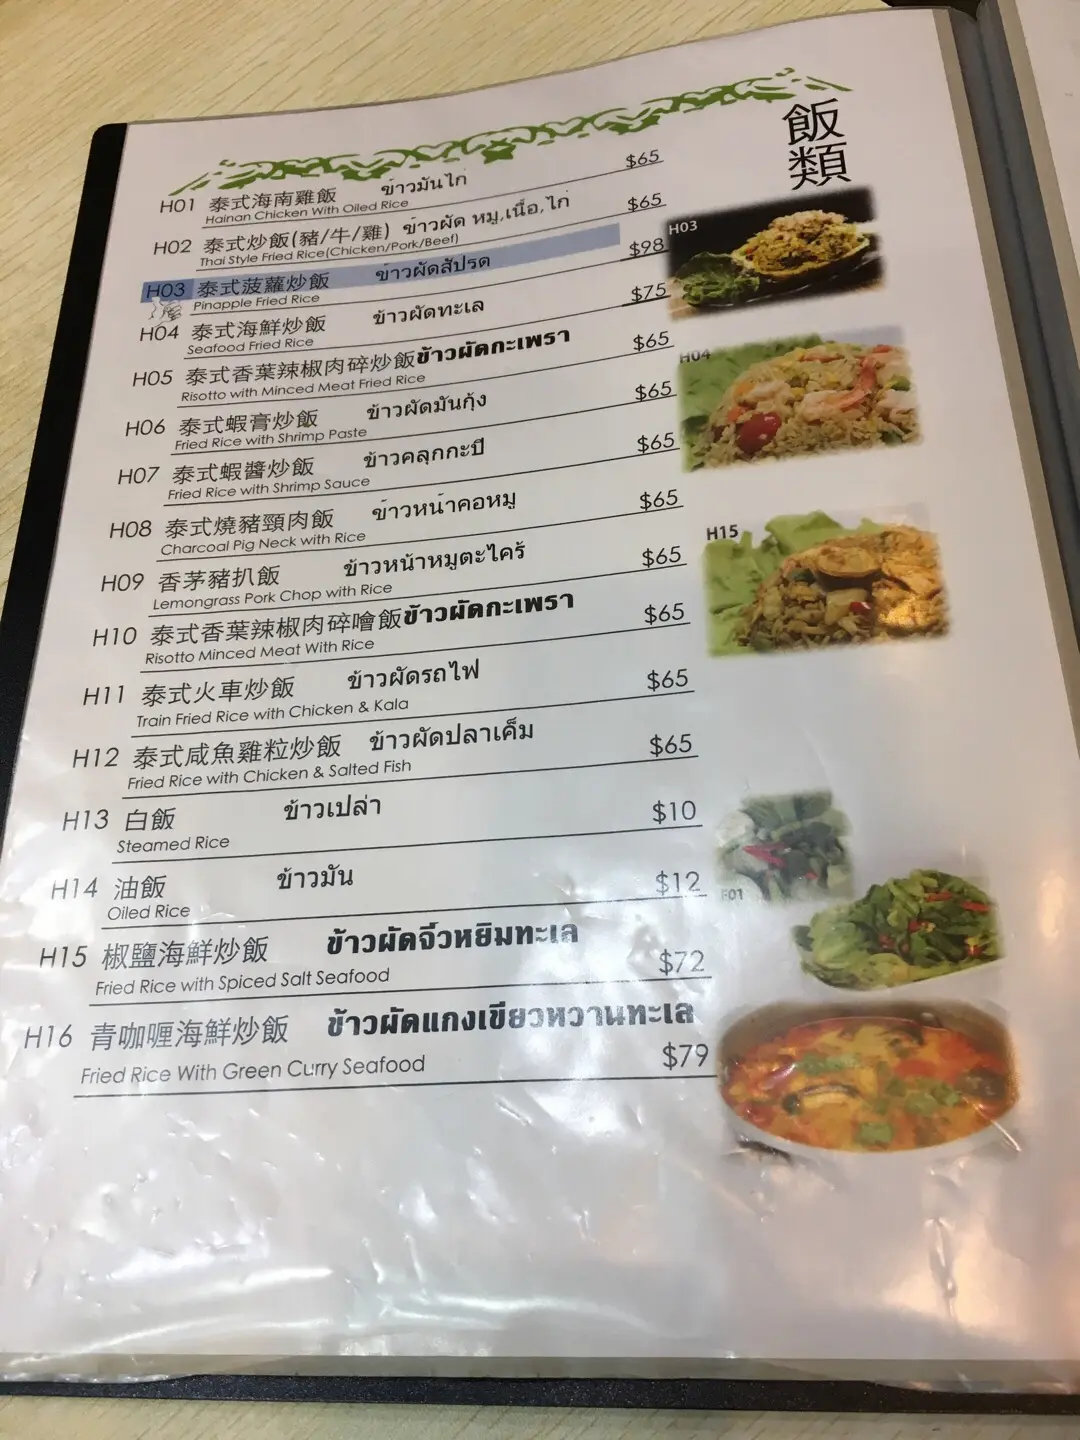 飯類
H01 泰式海南雞飯 ข้าวมันไก่ $65
Hainan Chicken With Oiled Rice
H02 泰式炒飯(豬/牛/雞) ข้าวผัด หมู,เนื้อ,ไก่ $65
Thai Style Fried Rice(Chicken/Pork/Beef)
H03 泰式菠蘿炒飯 ข้าวผัดสัปรด $98
Pinapple Fried Rice
H04 泰式海鮮炒飯 ข้าวผัดทะเล $75
Seafood Fried Rice
H05 泰式香葉辣椒肉碎炒飯 ข้าวผัดกะเพรา $65
Risotto with Minced Meat Fried Rice
H06 泰式蝦膏炒飯 ข้าวผัดมันกุ้ง $65
Fried Rice with Shrimp Paste
H07 泰式蝦醬炒飯 ข้าวคลุกกะปี $65
Fried Rice with Shrimp Sauce
H08 泰式燒豬頸肉飯 ข้าวหน้าคอหมู $65
Charcoal Pig Neck with Rice
H09 香茅豬扒飯 ข้าวหน้าหมูตะไคร้ $65
Lemongrass Pork Chop with Rice
H10 泰式香葉辣椒肉碎噲飯 ข้าวผัดกะเพรา $65
Risotto Minced Meat With Rice
H11 泰式火車炒飯 ข้าวผัดรถไฟ $65
Train Fried Rice with Chicken & Kala
H12 泰式咸魚雞粒炒飯 ข้าวผัดปลาเค็ม $65
Fried Rice with Chicken & Salted Fish
H13 白飯 ข้าวเปล่า $10
Steamed Rice
H14 油飯 ข้าวมัน $12
Oiled Rice
H15 椒鹽海鮮炒飯 ข้าวผัดจิ๊วหยิมทะเล $72
Fried Rice with Spiced Salt Seafood
H16 青咖喱海鮮炒飯 ข้าวผัดแกงเขียวหวานทะเล $79
Fried Rice With Green Curry Seafood
H03
H04
H15
F01